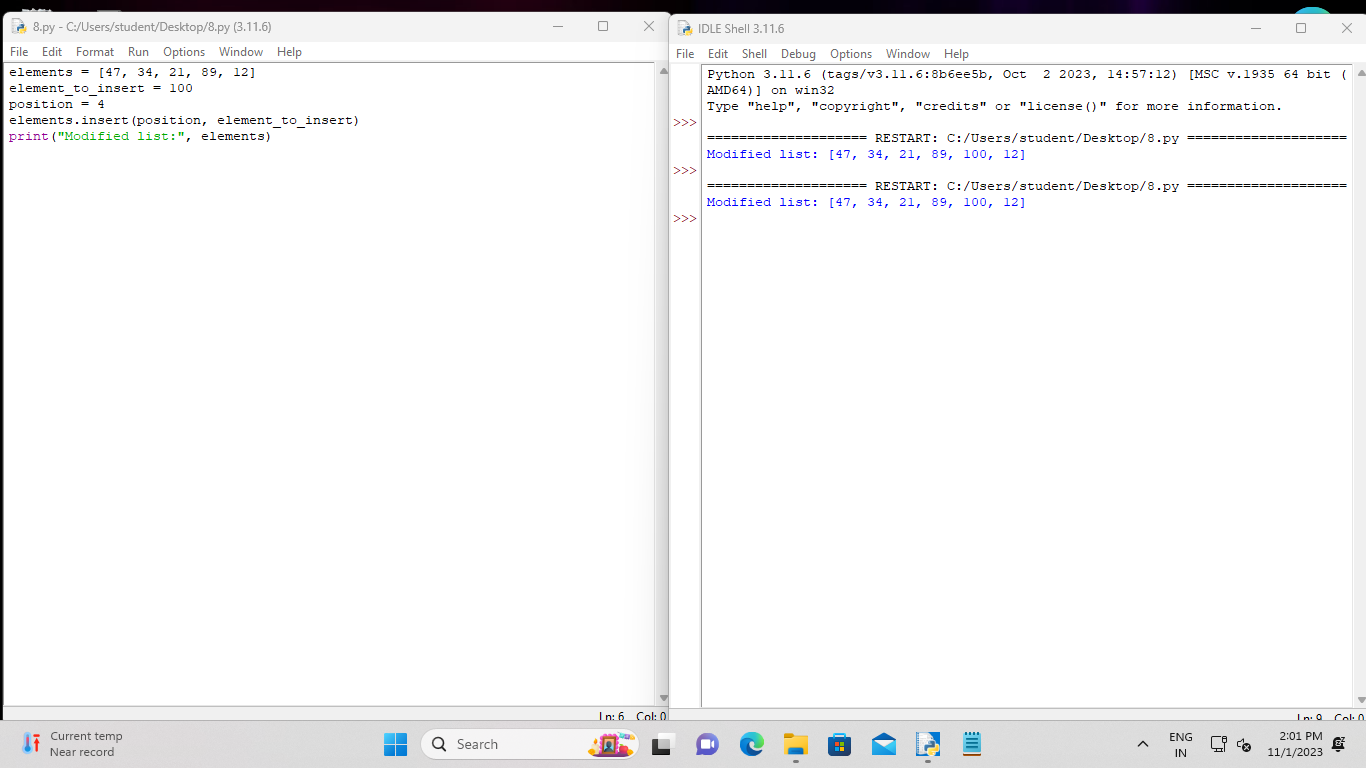 8.py - C:/Users/student/Desktop/8.py (3.11.6)
File Edit Format Run Options Window Help
elements = [47, 34, 21, 89, 12]
element_to_insert = 100
position = 4
elements.insert(position, element_to_insert)
print("Modified list:", elements)
Ln: 6 Col: 0
IDLE Shell 3.11.6
File Edit Shell Debug Options Window Help
Python 3.11.6 (tags/v3.11.6:8b6ee5b, Oct  2 2023, 14:57:12) [MSC v.1935 64 bit (
AMD64)] on win32
Type "help", "copyright", "credits" or "license()" for more information.
>>>
==================== RESTART: C:/Users/student/Desktop/8.py ====================
Modified list: [47, 34, 21, 89, 100, 12]
>>>
==================== RESTART: C:/Users/student/Desktop/8.py ====================
Modified list: [47, 34, 21, 89, 100, 12]
>>>
Ln: 9 Col: 0
Current temp
Near record
Search
ENG
IN
2:01 PM
11/1/2023